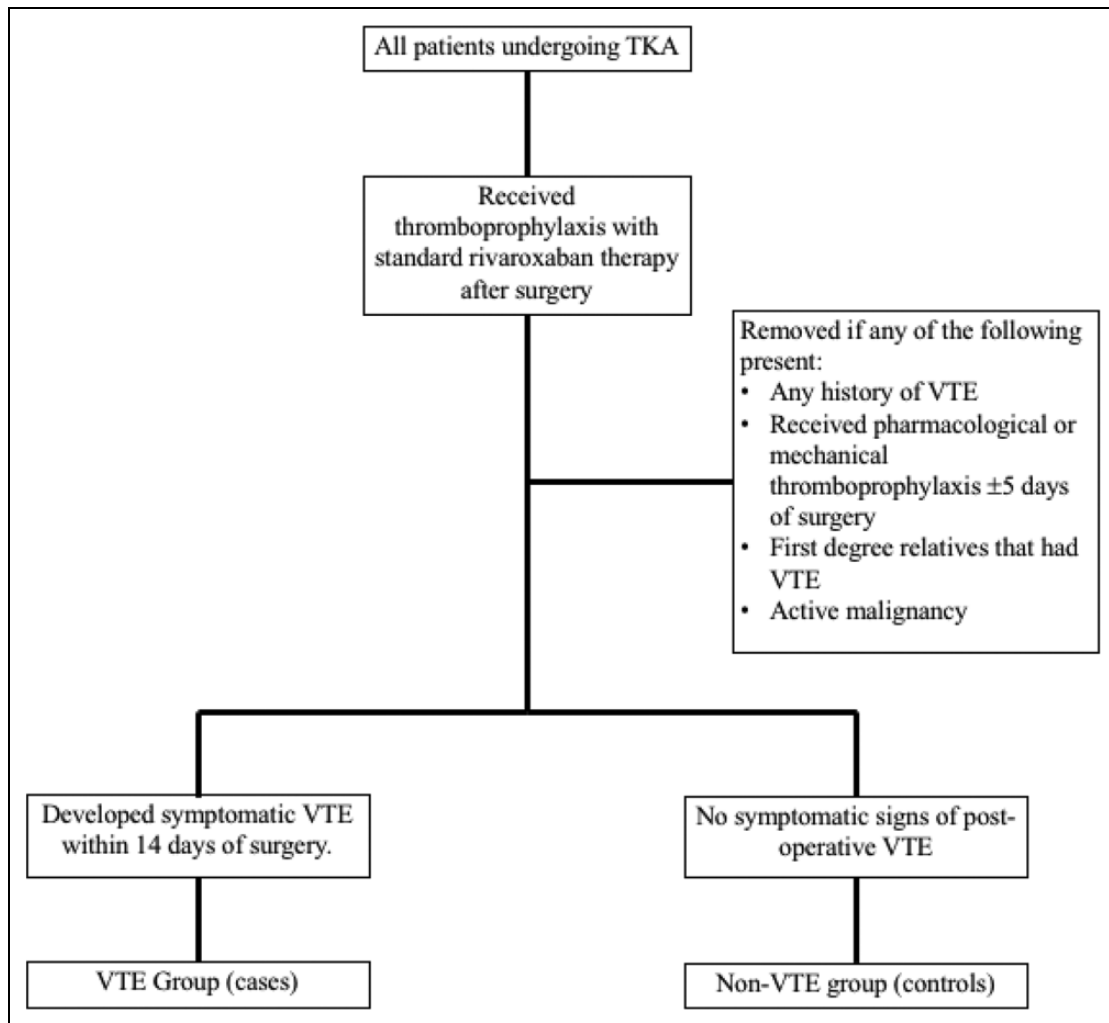 All patients undergoing TKA
Received
thromboprophylaxis with
standard rivaroxaban therapy
after surgery
Removed if any of the following
present:
• Any history of VTE
• Received pharmacological or
mechanical
thromboprophylaxis ±5 days
of surgery
• First degree relatives that had
VTE
• Active malignancy
Developed symptomatic VTE
within 14 days of surgery.
No symptomatic signs of post-
operative VTE
VTE Group (cases)
Non-VTE group (controls)